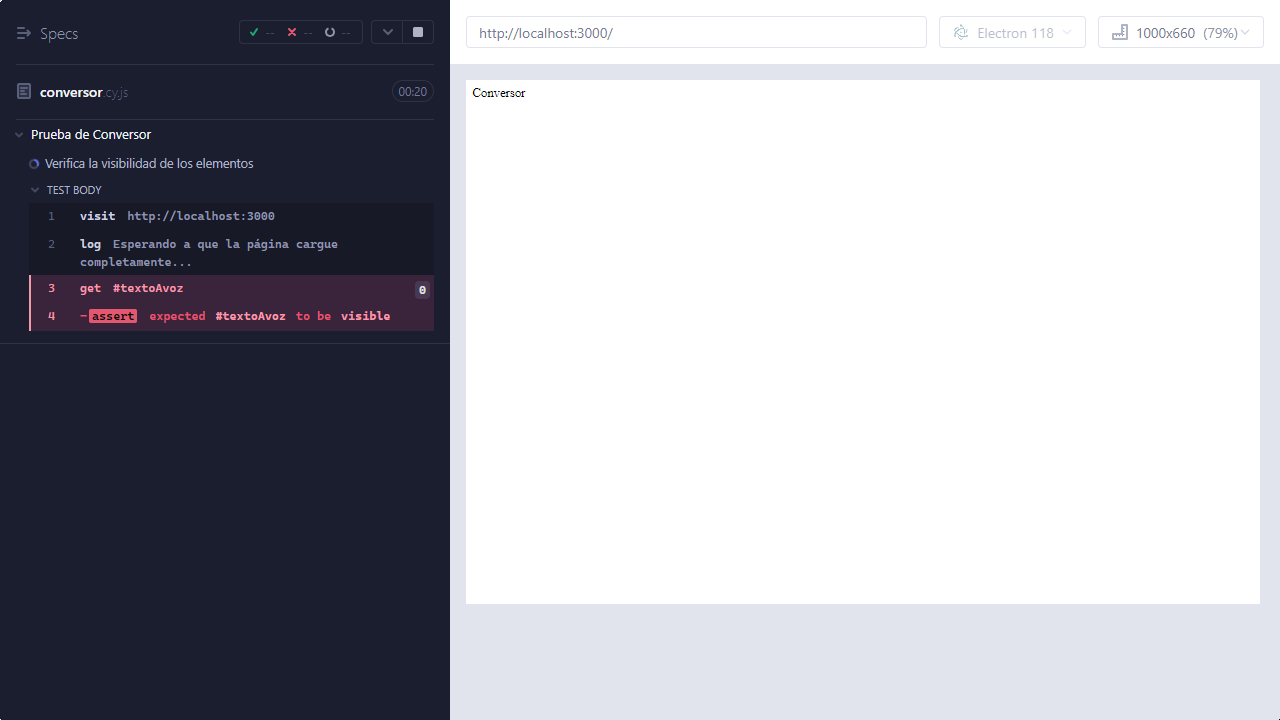 Specs
--
--
--
http://localhost:3000/
Electron 118
1000x660 (79%)
conversor.cy.js
00:20
Conversor
Prueba de Conversor
Verifica la visibilidad de los elementos
TEST BODY
1 visit http://localhost:3000
2 log Esperando a que la página cargue
completamente...
3 get #textoAvoz 0
4 -assert expected #textoAvoz to be visible